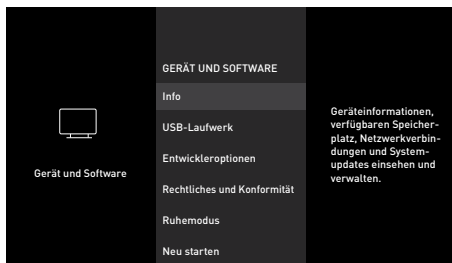 Gerät und Software
GERÄT UND SOFTWARE
Info
USB-Laufwerk
Entwickleroptionen
Rechtliches und Konformität
Ruhemodus
Neu starten
Geräteinformationen,
verfügbaren Speicher-
platz, Netzwerkverbin-
dungen und System-
updates einsehen und
verwalten.